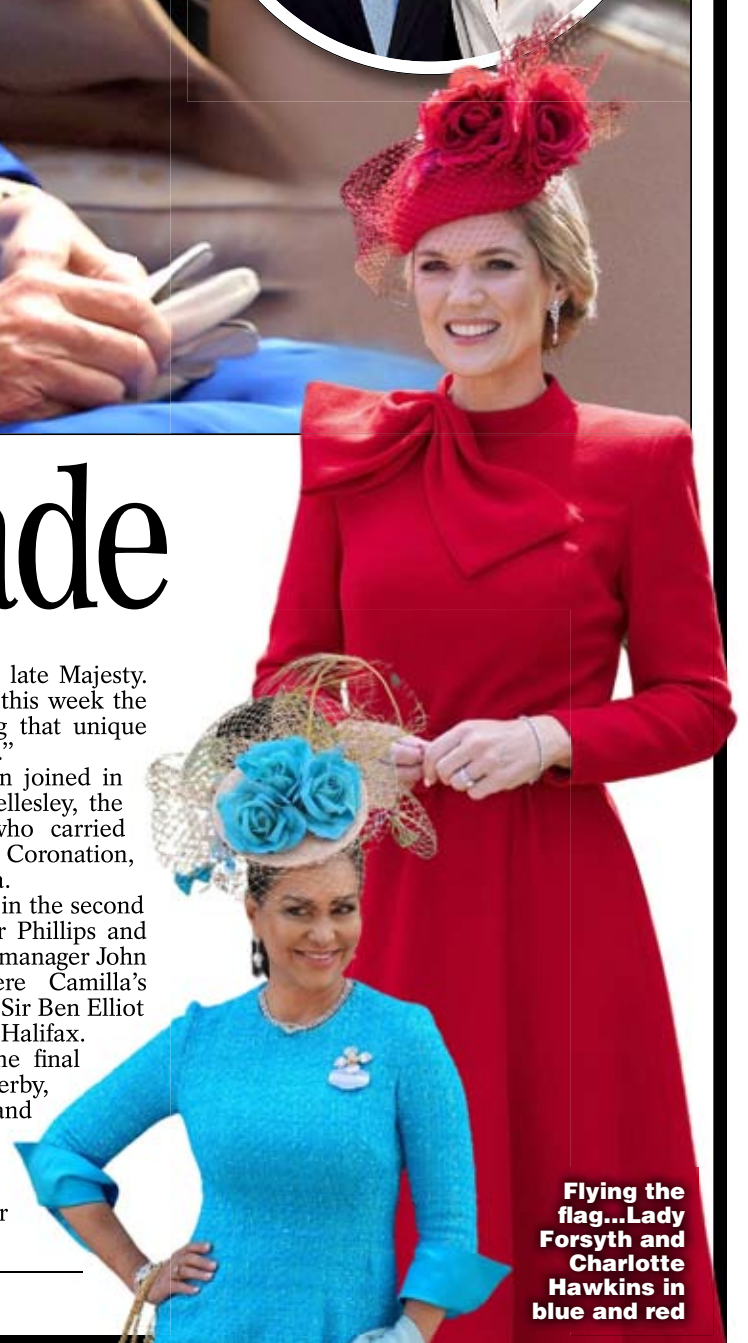 ade
late Majesty.
this week the
g that unique
.”
n joined in
ellesley, the
who carried
Coronation,
a.
in the second
r Phillips and
manager John
ere Camilla’s
Sir Ben Elliot
Halifax.
he final
erby,
and
r
Flying the
flag...Lady
Forsyth and
Charlotte
Hawkins in
blue and red